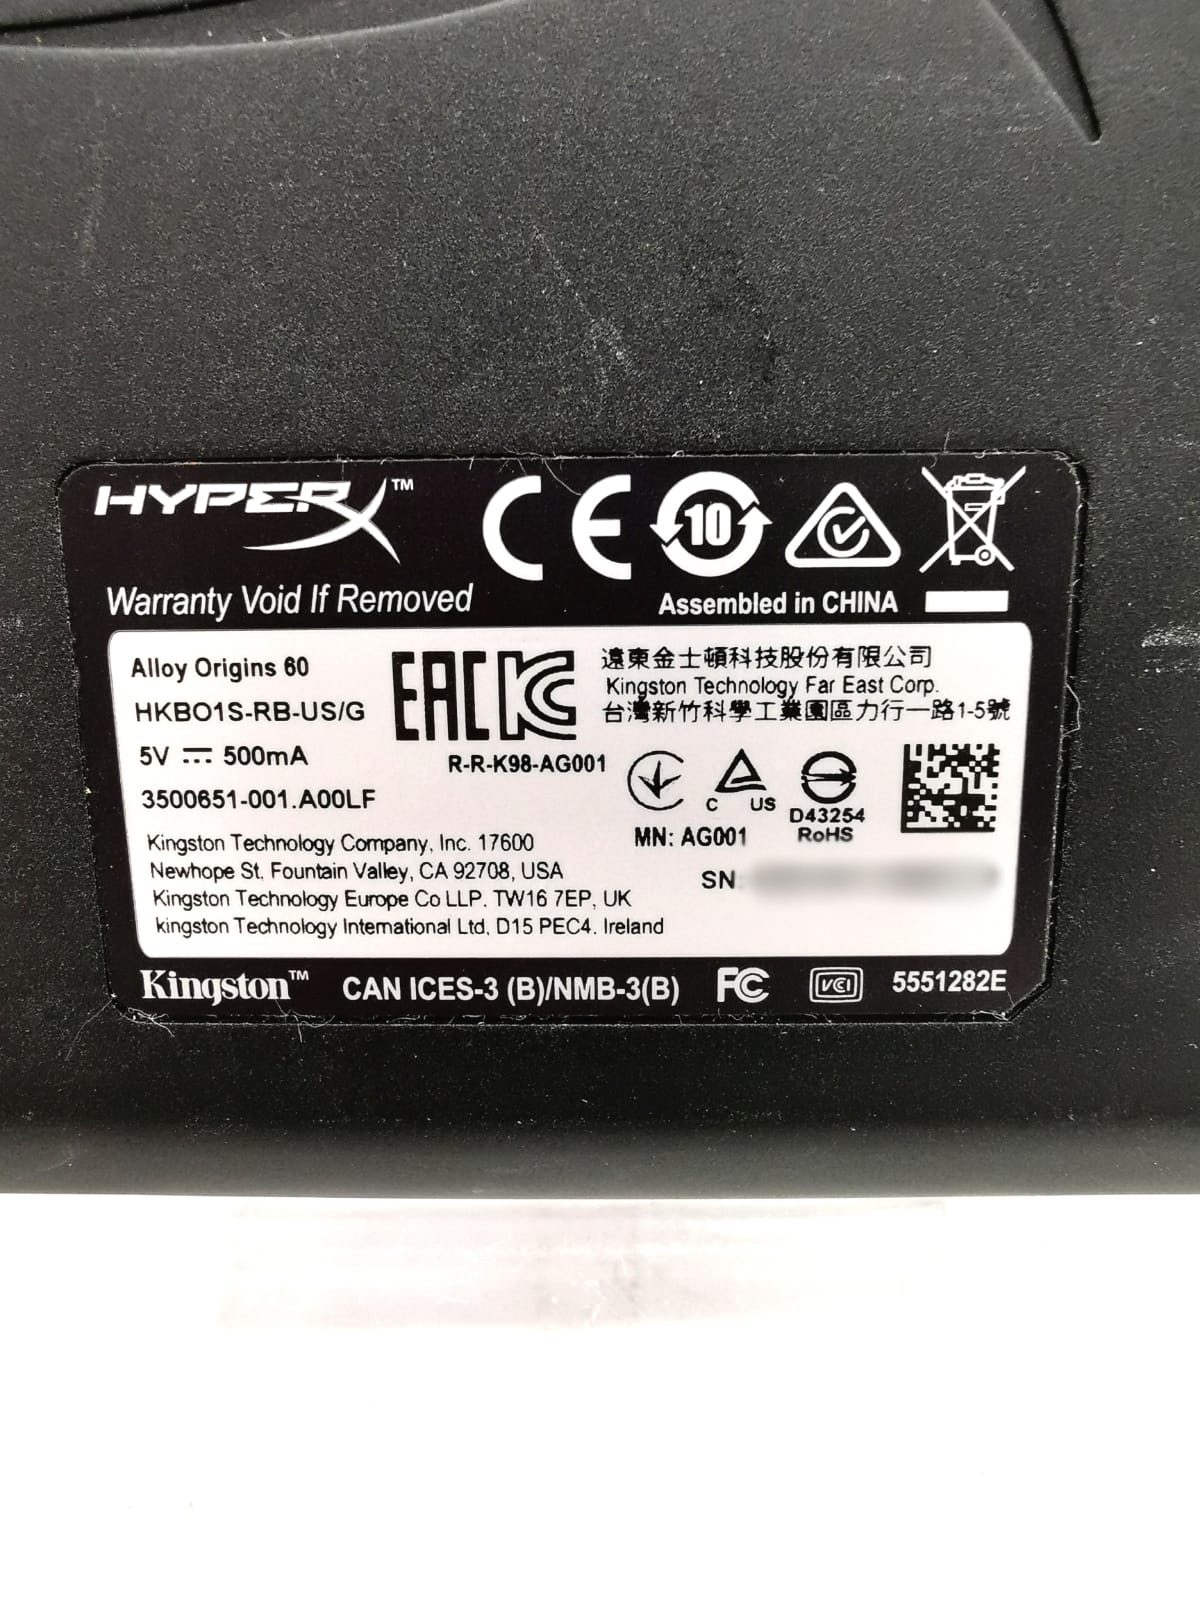 HYPERX™
10
Warranty Void If Removed
Assembled in CHINA
Alloy Origins 60
HKBO1S-RB-US/G
5V ⎓ 500mA
3500651-001.A00LF
EAC
R-R-K98-AG001
遠東金士頓科技股份有限公司
Kingston Technology Far East Corp.
台灣新竹科學工業園區力行一路1-5號
C US
D43254
RoHS
MN: AG001
SN:
Kingston Technology Company, Inc. 17600
Newhope St. Fountain Valley, CA 92708, USA
Kingston Technology Europe Co LLP. TW16 7EP, UK
kingston Technology International Ltd, D15 PEC4. Ireland
Kingston™ CAN ICES-3 (B)/NMB-3(B) FC VCI 5551282E